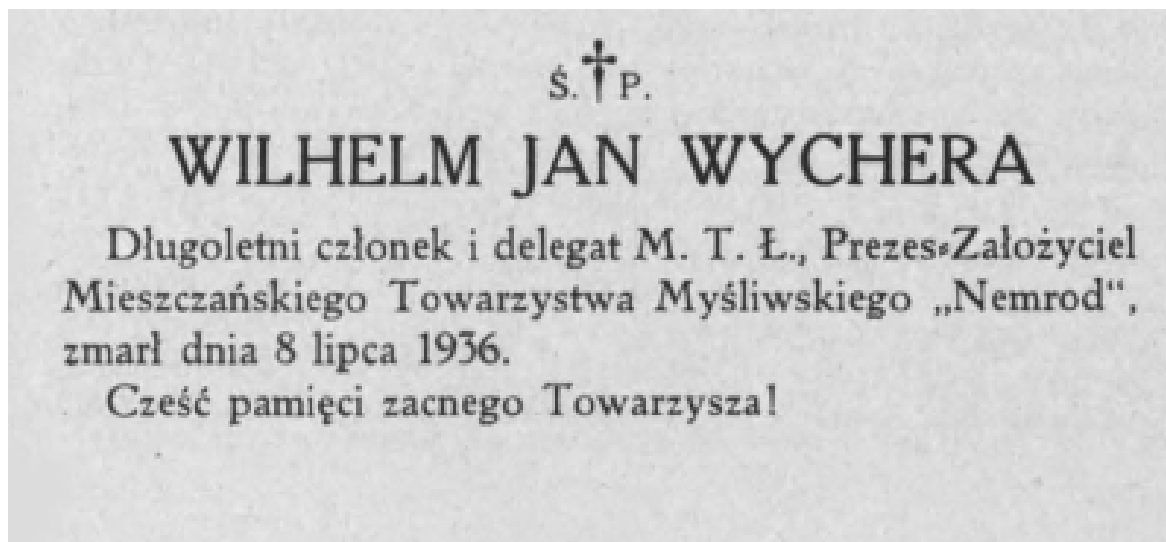 Ś. † P.
WILHELM JAN WYCHERA
Długoletni członek i delegat M. T. Ł., Prezes-Założyciel
Mieszczańskiego Towarzystwa Myśliwskiego „Nemrod“,
zmarł dnia 8 lipca 1936.
Cześć pamięci zacnego Towarzysza!